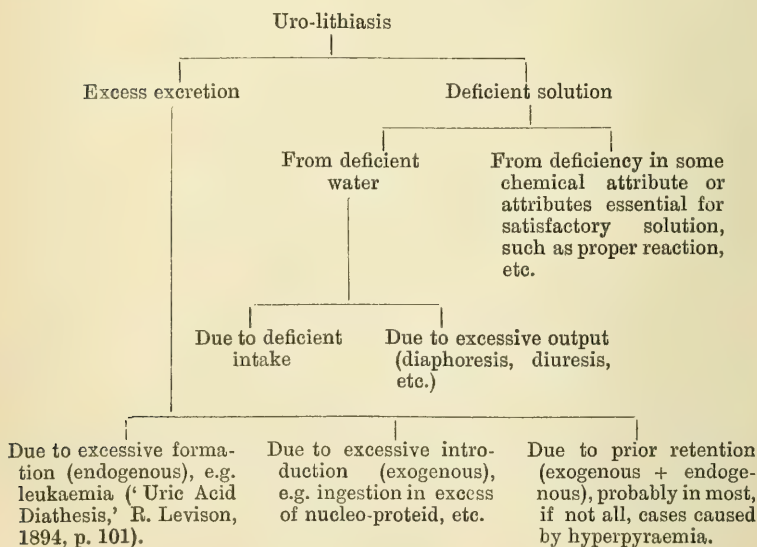 Uro-lithiasis
Excess excretion
Deficient solution
From deficient
water
From deficiency in some
chemical attribute or
attributes essential for
satisfactory solution,
such as proper reaction,
etc.
Due to deficient
intake
Due to excessive output
(diaphoresis, diuresis,
etc.)
Due to excessive forma-
tion (endogenous), e.g.
leukaemia (‘ Uric Acid
Diathesis,’ R. Levison,
1894, p. 101).
Due to excessive intro-
duction (exogenous),
e.g. ingestion in excess
of nucleo-proteid, etc.
Due to prior retention
(exogenous + endoge-
nous), probably in most,
if not all, cases caused
by hyperpyraemia.